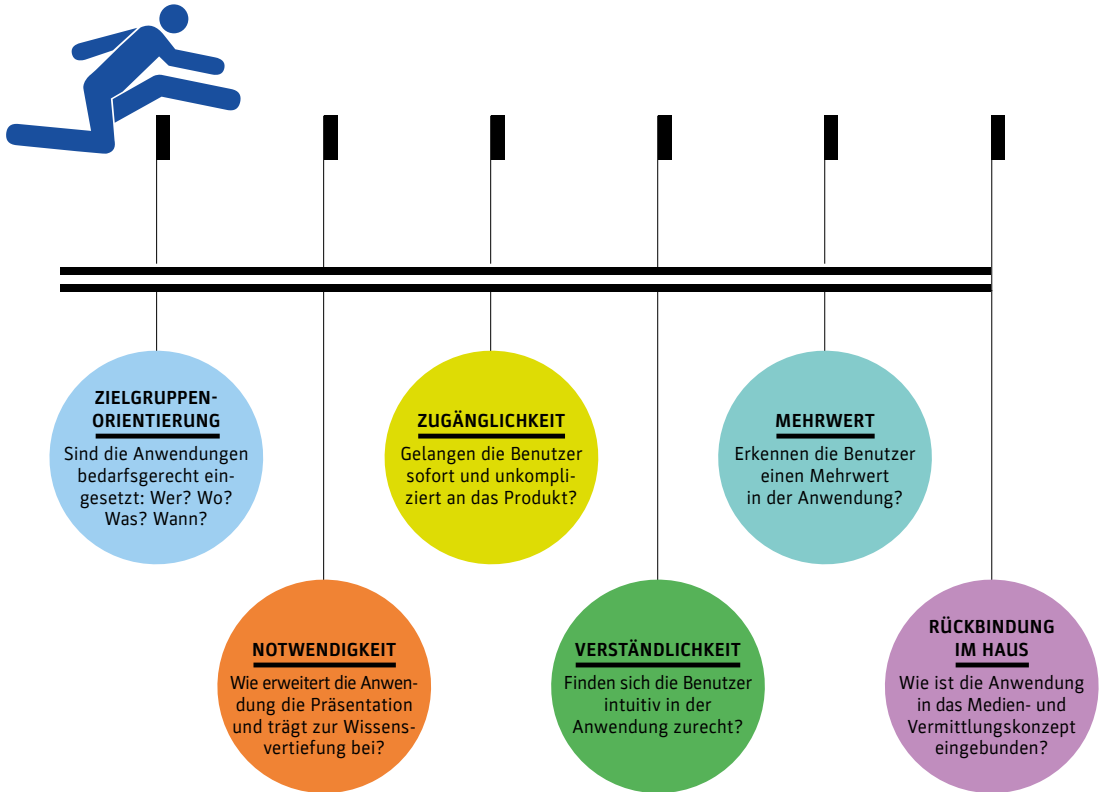 ZIELGRUPPEN-
ORIENTIERUNG
Sind die Anwendungen
bedarfsgerecht ein-
gesetzt: Wer? Wo?
Was? Wann?
NOTWENDIGKEIT
Wie erweitert die Anwen-
dung die Präsentation
und trägt zur Wissens-
vertiefung bei?
ZUGÄNGLICHKEIT
Gelangen die Benutzer
sofort und unkompli-
ziert an das Produkt?
VERSTÄNDLICHKEIT
Finden sich die Benutzer
intuitiv in der
Anwendung zurecht?
MEHRWERT
Erkennen die Benutzer
einen Mehrwert
in der Anwendung?
RÜCKBINDUNG
IM HAUS
Wie ist die Anwendung
in das Medien- und
Vermittlungskonzept
eingebunden?